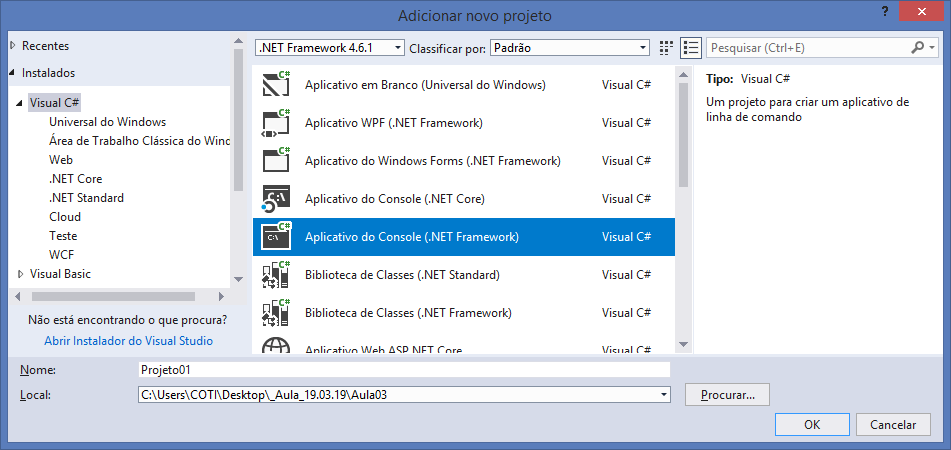 Adicionar novo projeto
?
Recentes
Instalados
Visual C#
Universal do Windows
Área de Trabalho Clássica do Wind
Web
.NET Core
.NET Standard
Cloud
Teste
WCF
Visual Basic
Não está encontrando o que procura?
Abrir Instalador do Visual Studio
.NET Framework 4.6.1 Classificar por: Padrão
Pesquisar (Ctrl+E)
Aplicativo em Branco (Universal do Windows) Visual C#
Aplicativo WPF (.NET Framework) Visual C#
Aplicativo do Windows Forms (.NET Framework) Visual C#
Aplicativo do Console (.NET Core) Visual C#
Aplicativo do Console (.NET Framework) Visual C#
Biblioteca de Classes (.NET Standard) Visual C#
Biblioteca de Classes (.NET Framework) Visual C#
Aplicativo Web ASP.NET Core Visual C#
Tipo: Visual C#
Um projeto para criar um aplicativo de
linha de comando
Nome: Projeto01
Local: C:\Users\COTI\Desktop\_Aula_19.03.19\Aula03 Procurar...
OK Cancelar